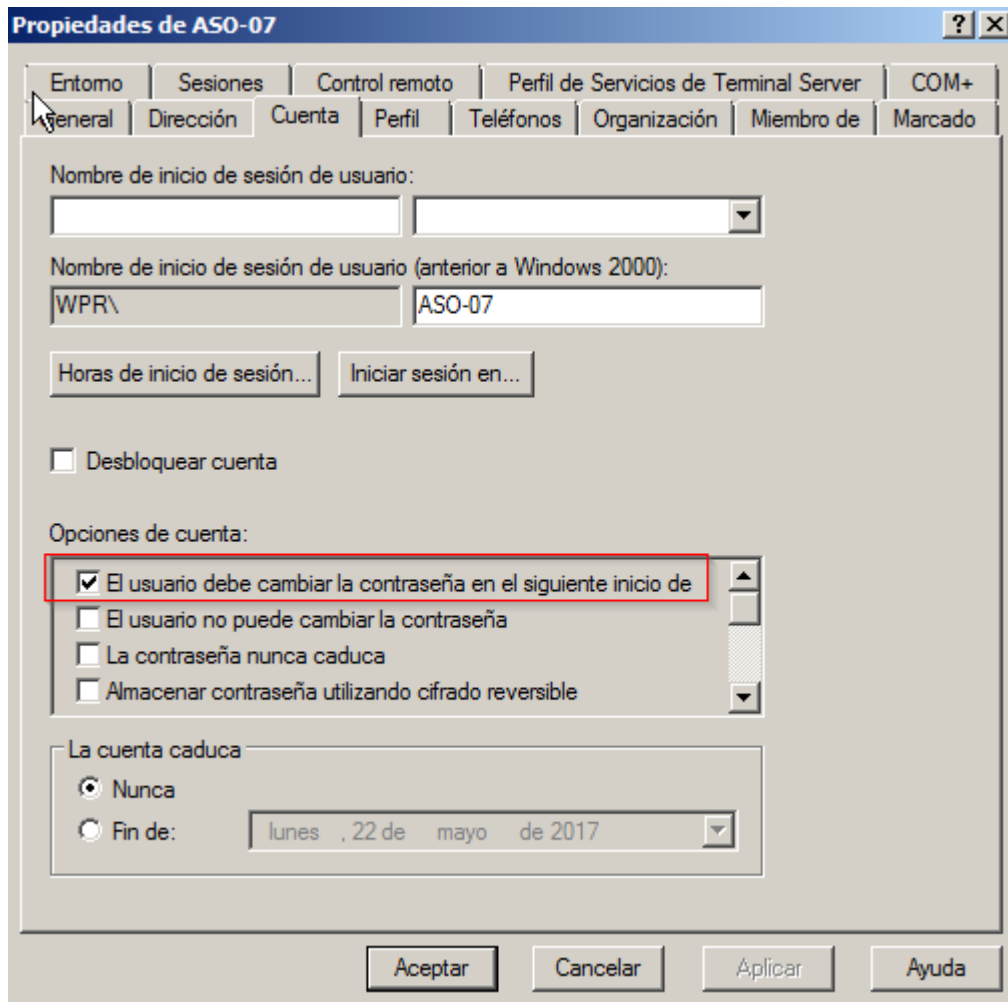 Propiedades de ASO-07
Entorno Sesiones Control remoto Perfil de Servicios de Terminal Server COM+
General Dirección Cuenta Perfil Teléfonos Organización Miembro de Marcado
Nombre de inicio de sesión de usuario:
Nombre de inicio de sesión de usuario (anterior a Windows 2000):
WPR\ ASO-07
Horas de inicio de sesión... Iniciar sesión en...
Desbloquear cuenta
Opciones de cuenta:
El usuario debe cambiar la contraseña en el siguiente inicio de
El usuario no puede cambiar la contraseña
La contraseña nunca caduca
Almacenar contraseña utilizando cifrado reversible
La cuenta caduca
Nunca
Fin de: lunes , 22 de mayo de 2017
Aceptar Cancelar Aplicar Ayuda